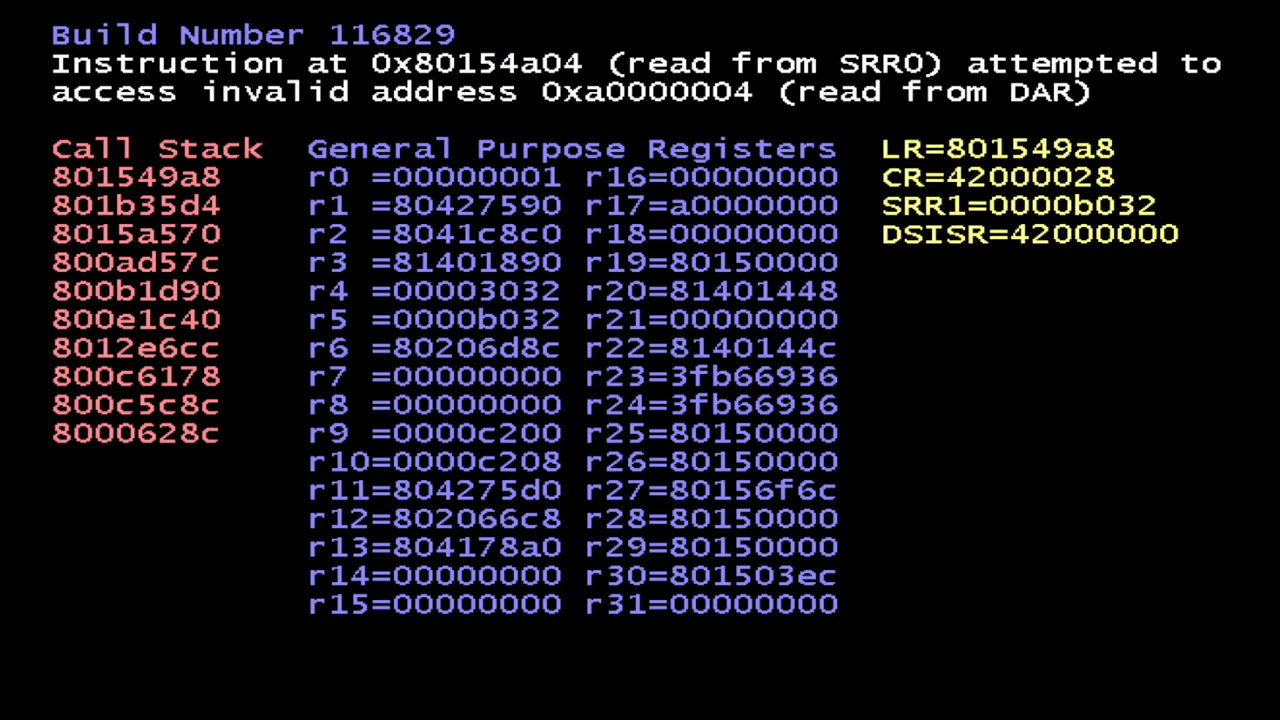 Build Number 116829
Instruction at 0x80154a04 (read from SRR0) attempted to
access invalid address 0xa0000004 (read from DAR)
Call Stack General Purpose Registers LR=801549a8
801549a8 r0 =00000001 r16=00000000 CR=42000028
801b35d4 r1 =80427590 r17=a0000000 SRR1=0000b032
8015a570 r2 =8041c8c0 r18=00000000 DSISR=42000000
800ad57c r3 =81401890 r19=80150000
800b1d90 r4 =00003032 r20=81401448
800e1c40 r5 =0000b032 r21=00000000
8012e6cc r6 =80206d8c r22=8140144c
800c6178 r7 =00000000 r23=3fb66936
800c5c8c r8 =00000000 r24=3fb66936
8000628c r9 =0000c200 r25=80150000
r10=0000c208 r26=80150000
r11=804275d0 r27=80156f6c
r12=802066c8 r28=80150000
r13=804178a0 r29=80150000
r14=00000000 r30=801503ec
r15=00000000 r31=00000000